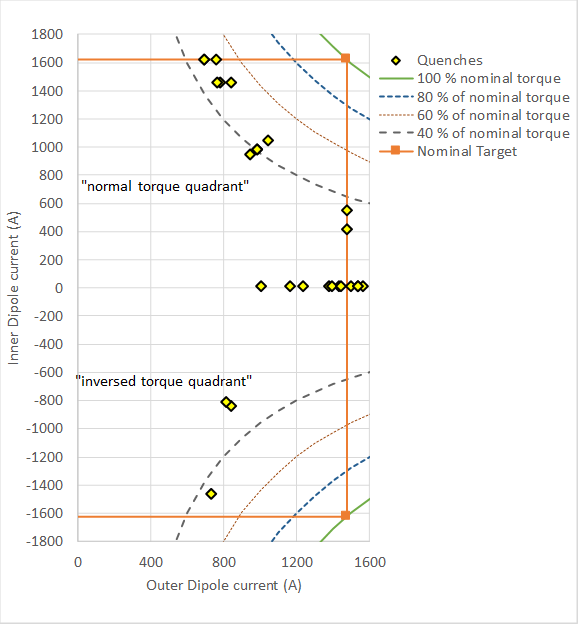 1800
1600
1400
1200
1000
800
600
400
200
0
-200
-400
-600
-800
-1000
-1200
-1400
-1600
-1800
0 400 800 1200 1600
Outer Dipole current (A)
Inner Dipole current (A)
"normal torque quadrant"
"inversed torque quadrant"
Quenches
100 % nominal torque
80 % of nominal torque
60 % of nominal torque
40 % of nominal torque
Nominal Target